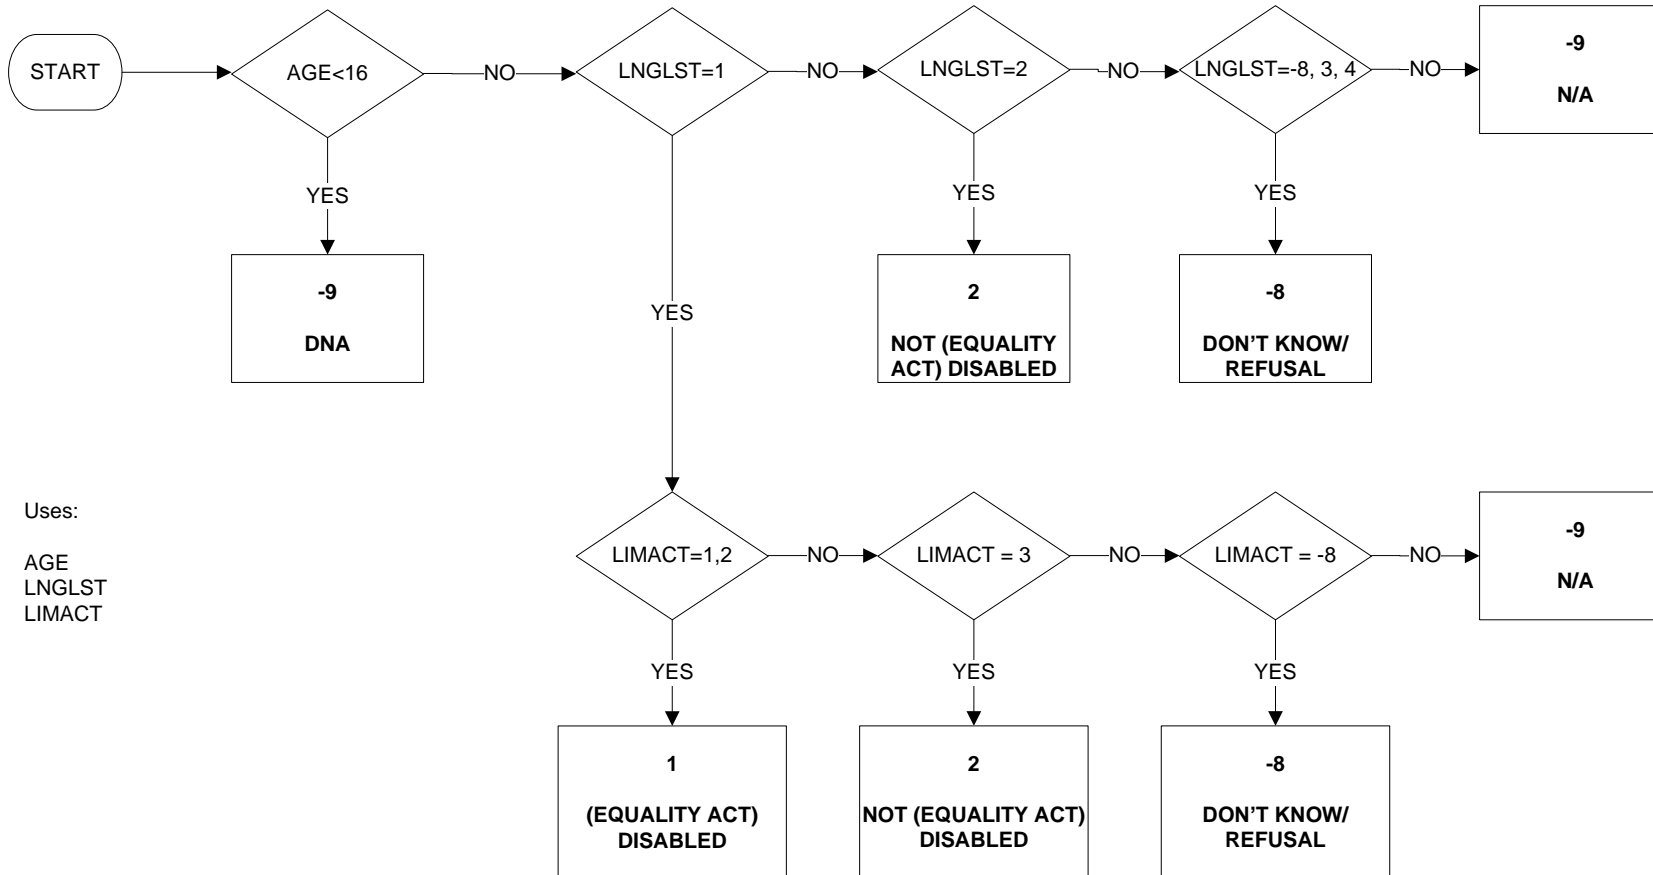 START
AGE<16
NO
LNGLST=1
NO
LNGLST=2
NO
LNGLST=-8, 3, 4
NO
-9
N/A
YES
YES
YES
-9
DNA
YES
2
NOT (EQUALITY
ACT) DISABLED
-8
DON'T KNOW/
REFUSAL
Uses:
AGE
LNGLST
LIMACT
LIMACT=1,2
NO
LIMACT = 3
NO
LIMACT = -8
NO
-9
N/A
YES
YES
YES
1
(EQUALITY ACT)
DISABLED
2
NOT (EQUALITY ACT)
DISABLED
-8
DON'T KNOW/
REFUSAL